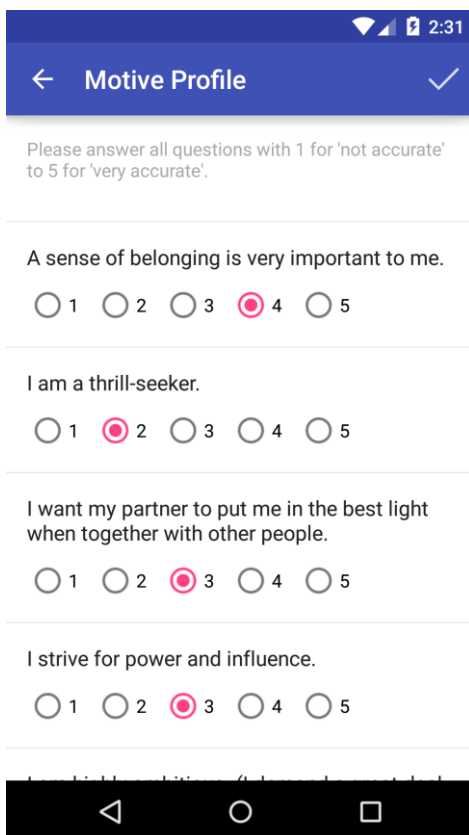 2:31
Motive Profile
Please answer all questions with 1 for 'not accurate'
to 5 for 'very accurate'.
A sense of belonging is very important to me.
1 2 3 4 5
I am a thrill-seeker.
1 2 3 4 5
I want my partner to put me in the best light
when together with other people.
1 2 3 4 5
I strive for power and influence.
1 2 3 4 5